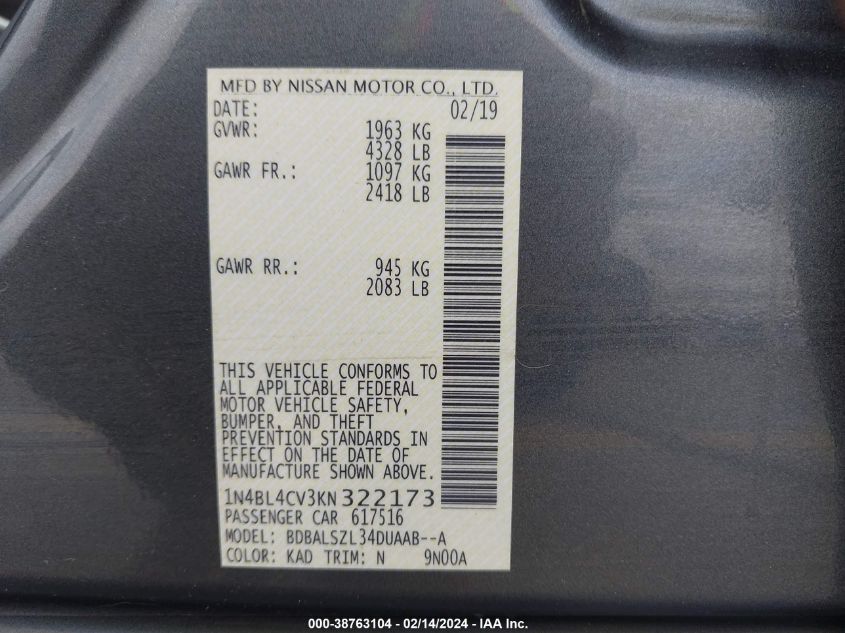 MFD BY NISSAN MOTOR CO., LTD.
DATE: 02/19
GVWR: 1963 KG
4328 LB
GAWR FR.: 1097 KG
2418 LB
GAWR RR.: 945 KG
2083 LB
THIS VEHICLE CONFORMS TO
ALL APPLICABLE FEDERAL
MOTOR VEHICLE SAFETY,
BUMPER, AND THEFT
PREVENTION STANDARDS IN
EFFECT ON THE DATE OF
MANUFACTURE SHOWN ABOVE.
1N4BL4CV3KN322173
PASSENGER CAR 617516
MODEL: BDBALSZL34DUAAB--A
COLOR: KAD TRIM: N 9N00A
000-38763104 - 02/14/2024 - IAA Inc.